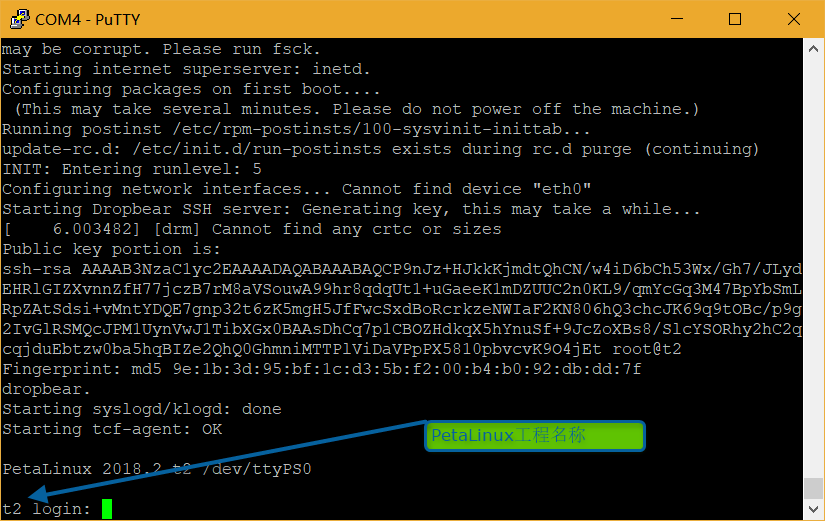 COM4 - PuTTY
may be corrupt. Please run fsck.
Starting internet superserver: inetd.
Configuring packages on first boot....
 (This may take several minutes. Please do not power off the machine.)
Running postinst /etc/rpm-postinsts/100-sysvinit-inittab...
update-rc.d: /etc/init.d/run-postinsts exists during rc.d purge (continuing)
INIT: Entering runlevel: 5
Configuring network interfaces... Cannot find device "eth0"
Starting Dropbear SSH server: Generating key, this may take a while...
[    6.003482] [drm] Cannot find any crtc or sizes
Public key portion is:
ssh-rsa AAAAB3NzaC1yc2EAAAADAQABAAABAQCP9nJz+HJkkKjmdtQhCN/w4iD6bCh53Wx/Gh7/JLyd
EHRlGIZXvnnZfH77jczB7rM8aVSouwA99hr8qdqUt1+uGaeeK1mDZUUC2n0KL9/qmYcGq3M47BpYbSmL
RpZAtSdsi+vMntYDQE7gnp32t6zK5mgH5JfFwcSxdBoRcrkzeNWIaF2KN806hQ3chcJK69q9tOBc/p9g
2IvGlRSMQcJPM1UynVwJ1TibXGx0BAAsDhCq7p1CBOZHdkqX5hYnuSf+9JcZoXBs8/SlcYSORhy2hC2q
cqjduEbtzw0ba5hqBIZe2QhQ0GhmniMTTPlViDaVPpPX5810pbvcvK9O4jEt root@t2
Fingerprint: md5 9e:1b:3d:95:bf:1c:d3:5b:f2:00:b4:b0:92:db:dd:7f
dropbear.
Starting syslogd/klogd: done
Starting tcf-agent: OK
PetaLinux工程名称
PetaLinux 2018.2 t2 /dev/ttyPS0
t2 login: